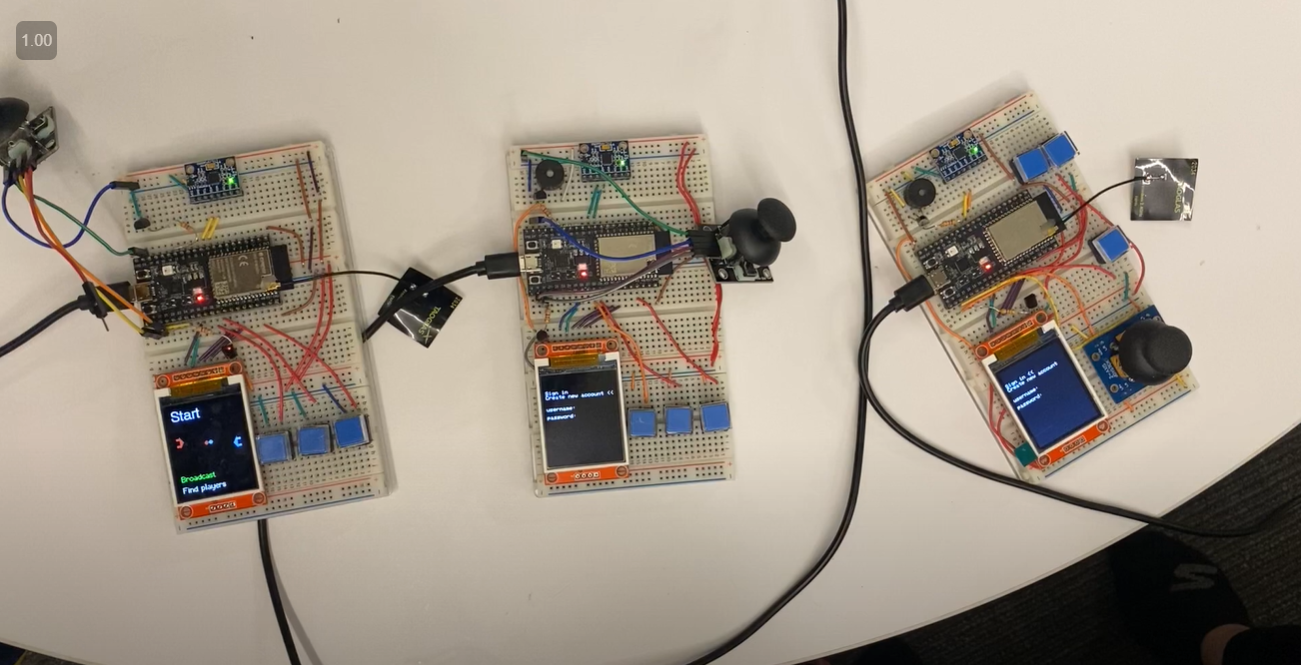 1.00
Start
Broadcast
Find players
Sign in
Create new account <<
username-
password-
Sign in
Create new account <<
username-
password-